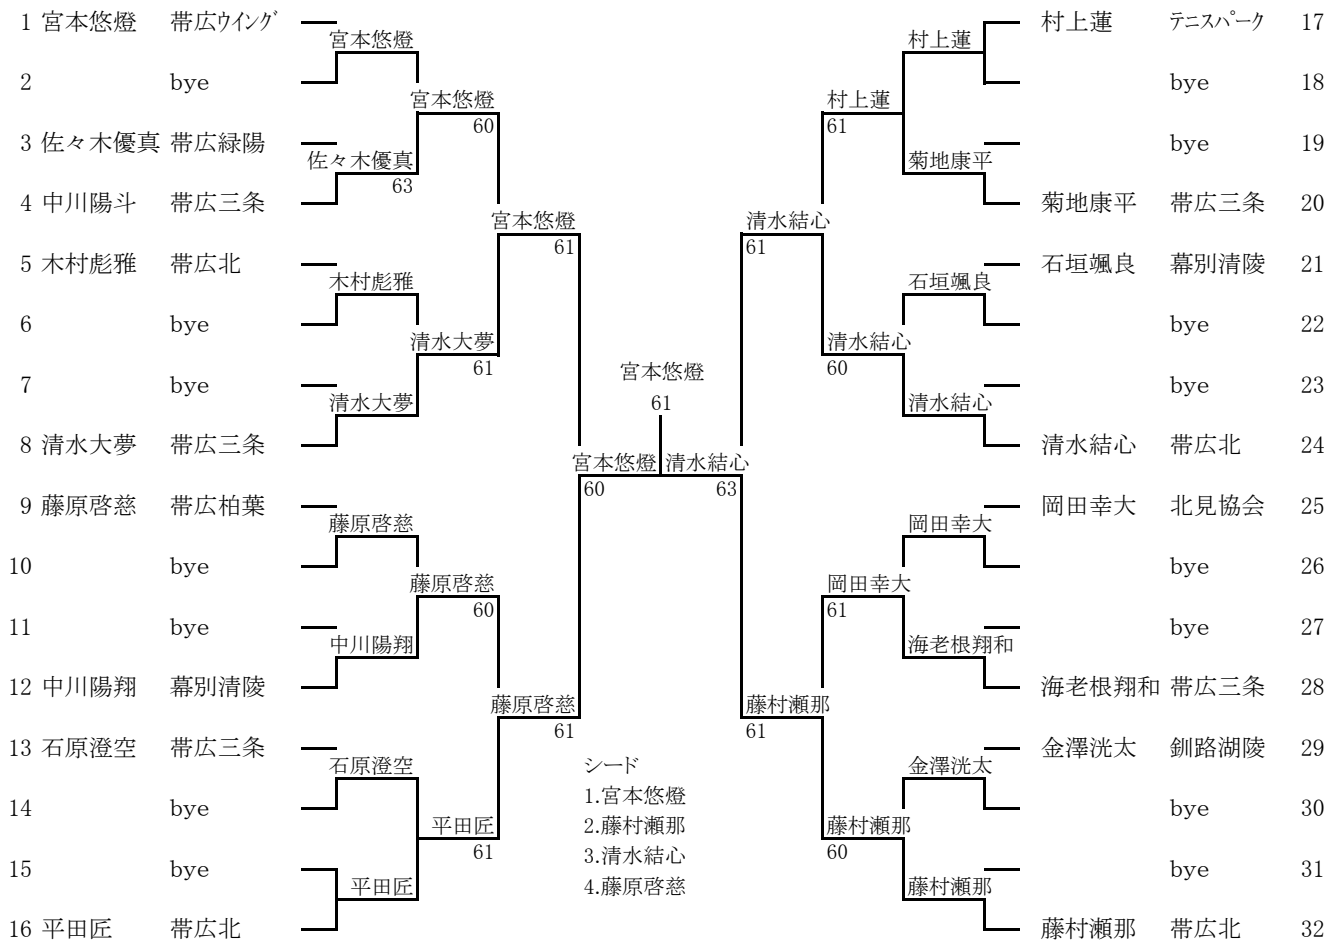 1 宮本悠燈 帯広ウイング
2 bye
3 佐々木優真 帯広緑陽
4 中川陽斗 帯広三条
5 木村彪雅 帯広北
6 bye
7 bye
8 清水大夢 帯広三条
9 藤原啓慈 帯広柏葉
10 bye
11 bye
12 中川陽翔 幕別清陵
13 石原澄空 帯広三条
14 bye
15 bye
16 平田匠 帯広北
宮本悠燈
佐々木優真
63
木村彪雅
清水大夢
藤原啓慈
中川陽翔
石原澄空
平田匠
宮本悠燈
60
清水大夢
61
藤原啓慈
60
平田匠
61
宮本悠燈
61
藤原啓慈
61
宮本悠燈
60
宮本悠燈
61
清水結心
63
シード
1.宮本悠燈
2.藤村瀬那
3.清水結心
4.藤原啓慈
清水結心
61
藤村瀬那
61
村上蓮
61
清水結心
60
岡田幸大
61
藤村瀬那
60
村上蓮
菊地康平
石垣颯良
清水結心
岡田幸大
海老根翔和
金澤洸太
藤村瀬那
村上蓮 テニスパーク 17
bye 18
bye 19
菊地康平 帯広三条 20
石垣颯良 幕別清陵 21
bye 22
bye 23
清水結心 帯広北 24
岡田幸大 北見協会 25
bye 26
bye 27
海老根翔和 帯広三条 28
金澤洸太 釧路湖陵 29
bye 30
bye 31
藤村瀬那 帯広北 32